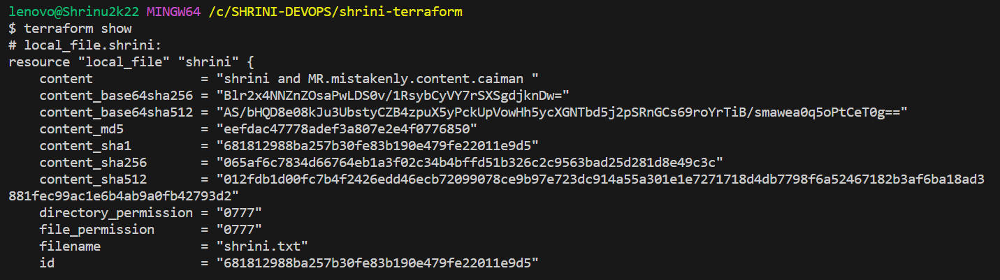 lenovo@Shrinu2k22 MINGW64 /c/SHRINI-DEVOPS/shrini-terraform
$ terraform show
# local_file.shrini:
resource "local_file" "shrini" {
    content              = "shrini and MR.mistakenly.content.caiman "
    content_base64sha256 = "Blr2x4NNZnZOsaPwLDS0v/1RsybCyVY7rSXSgdjknDw="
    content_base64sha512 = "AS/bHQD8e08kJu3UbstyCZB4zpuX5yPckUpVowHh5ycXGNTbd5j2pSRnGCs69roYrTiB/smawea0q5oPtCeT0g=="
    content_md5          = "eefdac47778adef3a807e2e4f0776850"
    content_sha1         = "681812988ba257b30fe83b190e479fe22011e9d5"
    content_sha256       = "065af6c7834d66764eb1a3f02c34b4bffd51b326c2c9563bad25d281d8e49c3c"
    content_sha512       = "012fdb1d00fc7b4f2426edd46ecb72099078ce9b97e723dc914a55a301e1e7271718d4db7798f6a52467182b3af6ba18ad3
881fec99ac1e6b4ab9a0fb42793d2"
    directory_permission = "0777"
    file_permission      = "0777"
    filename             = "shrini.txt"
    id                   = "681812988ba257b30fe83b190e479fe22011e9d5"